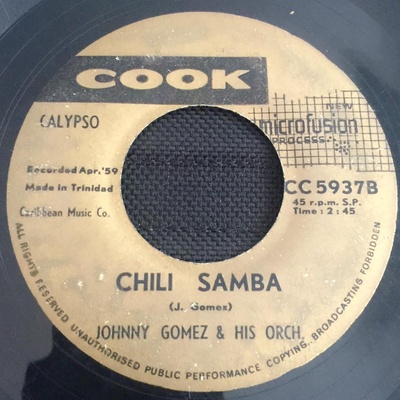 COOK
CALYPSO
NEW
microfusion
PROCESS
Recorded Apr.'59
Made in Trinidad
Caribbean Music Co.
CC 5937B
45 r.p.m. S.P.
Time : 2 : 45
CHILI SAMBA
(J. Gomez)
JOHNNY GOMEZ & HIS ORCH.
ALL RIGHTS RESERVED UNAUTHORISED PUBLIC PERFORMANCE COPYING, BROADCASTING FORBIDDEN